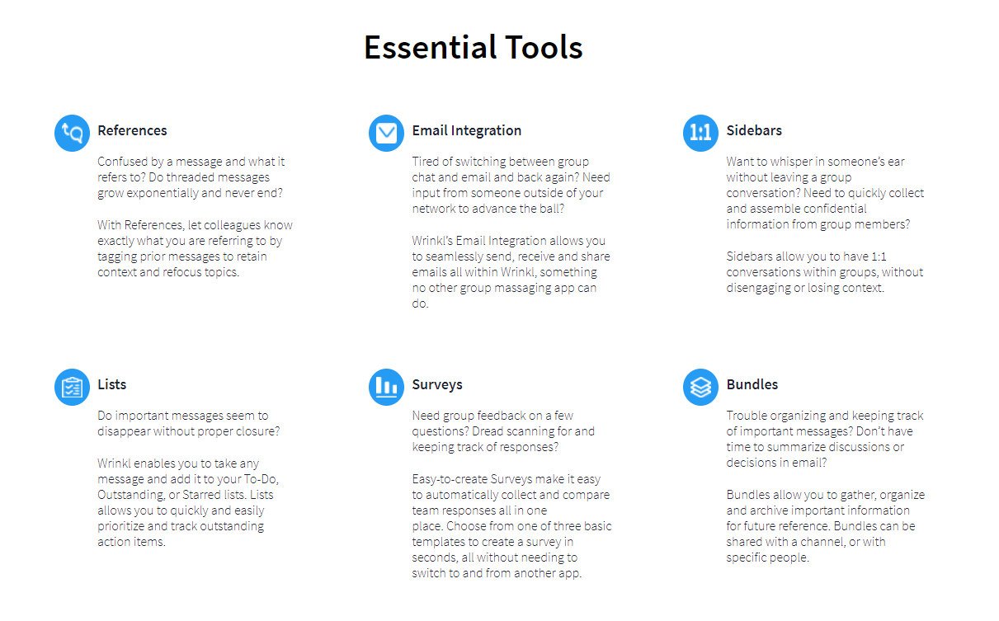 Essential Tools
References
Confused by a message and what it
refers to? Do threaded messages
grow exponentially and never end?
With References, let colleagues know
exactly what you are referring to by
tagging prior messages to retain
context and refocus topics.
Email Integration
Tired of switching between group
chat and email and back again? Need
input from someone outside of your
network to advance the ball?
Wrinkl’s Email Integration allows you
to seamlessly send, receive and share
emails all within Wrinkl, something
no other group massaging app can
do.
1:1
Sidebars
Want to whisper in someone’s ear
without leaving a group
conversation? Need to quickly collect
and assemble confidential
information from group members?
Sidebars allow you to have 1:1
conversations within groups, without
disengaging or losing context.
Lists
Do important messages seem to
disappear without proper closure?
Wrinkl enables you to take any
message and add it to your To-Do,
Outstanding, or Starred lists. Lists
allows you to quickly and easily
prioritize and track outstanding
action items.
Surveys
Need group feedback on a few
questions? Dread scanning for and
keeping track of responses?
Easy-to-create Surveys make it easy
to automatically collect and compare
team responses all in one
place. Choose from one of three basic
templates to create a survey in
seconds, all without needing to
switch to and from another app.
Bundles
Trouble organizing and keeping track
of important messages? Don’t have
time to summarize discussions or
decisions in email?
Bundles allow you to gather, organize
and archive important information
for future reference. Bundles can be
shared with a channel, or with
specific people.